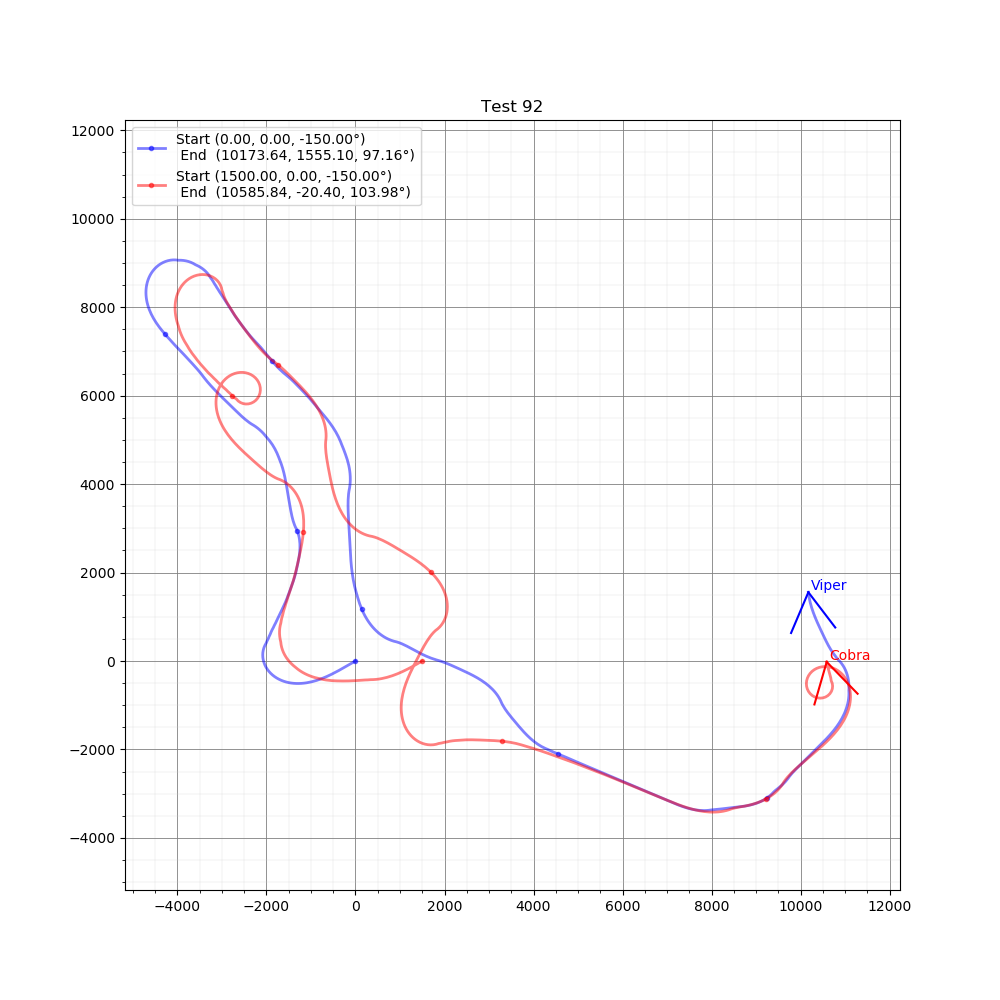 Test 92
Start (0.00, 0.00, -150.00°)
End (10173.64, 1555.10, 97.16°)
Start (1500.00, 0.00, -150.00°)
End (10585.84, -20.40, 103.98°)
12000
10000
8000
6000
4000
2000
0
−2000
−4000
Viper
Cobra
−4000 −2000 0 2000 4000 6000 8000 10000 12000